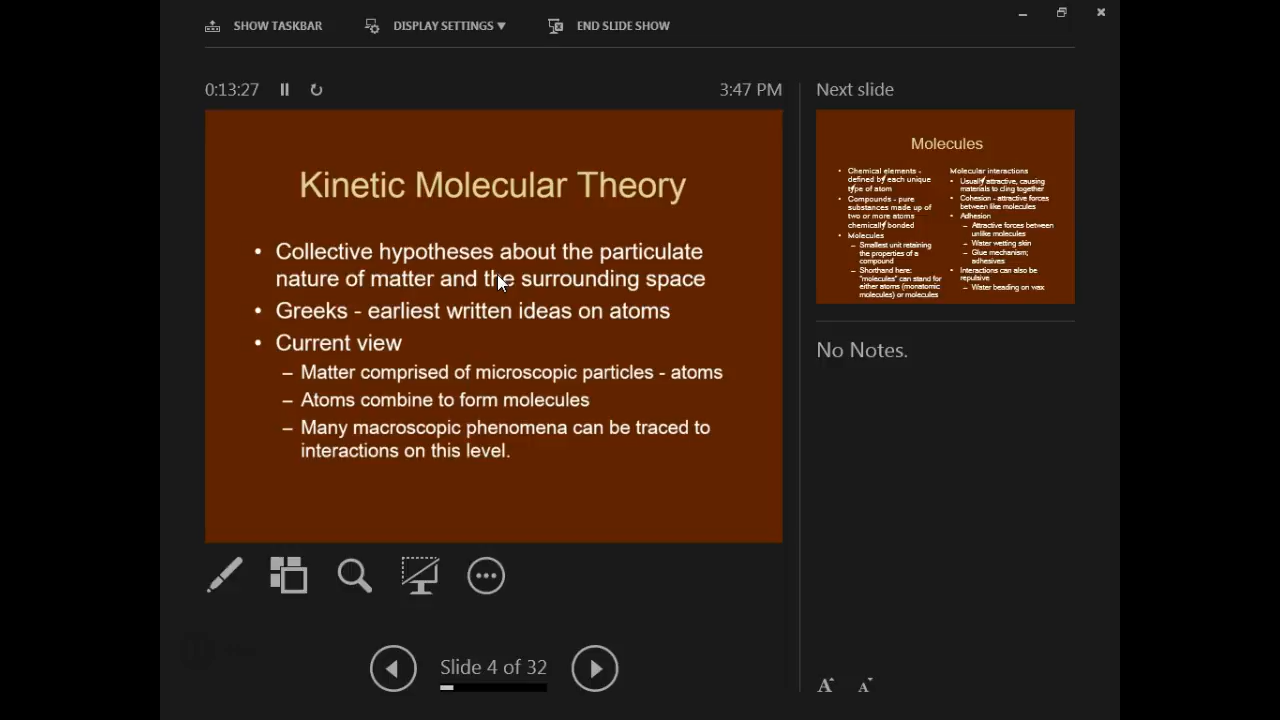 SHOW TASKBAR
DISPLAY SETTINGS ▼
END SLIDE SHOW
0:13:27
3:47 PM
Kinetic Molecular Theory
• Collective hypotheses about the particulate
nature of matter and the surrounding space
• Greeks - earliest written ideas on atoms
• Current view
– Matter comprised of microscopic particles - atoms
– Atoms combine to form molecules
– Many macroscopic phenomena can be traced to
interactions on this level.
Slide 4 of 32
Next slide
Molecules
• Chemical elements -
defined by each unique
type of atom
• Compounds - pure
substances made up of
two or more atoms
chemically bonded
• Molecules
– Smallest unit retaining
the properties of a
compound
– Shorthand here:
"molecules" can stand for
either atoms (monatomic
molecules) or molecules
Molecular interactions
• Usually attractive, causing
materials to cling together
• Cohesion - attractive forces
between like molecules
• Adhesion
– Attractive forces between
unlike molecules
– Water wetting skin
– Glue mechanism;
adhesives
• Interactions can also be
repulsive
– Water beading on wax
No Notes.
A A